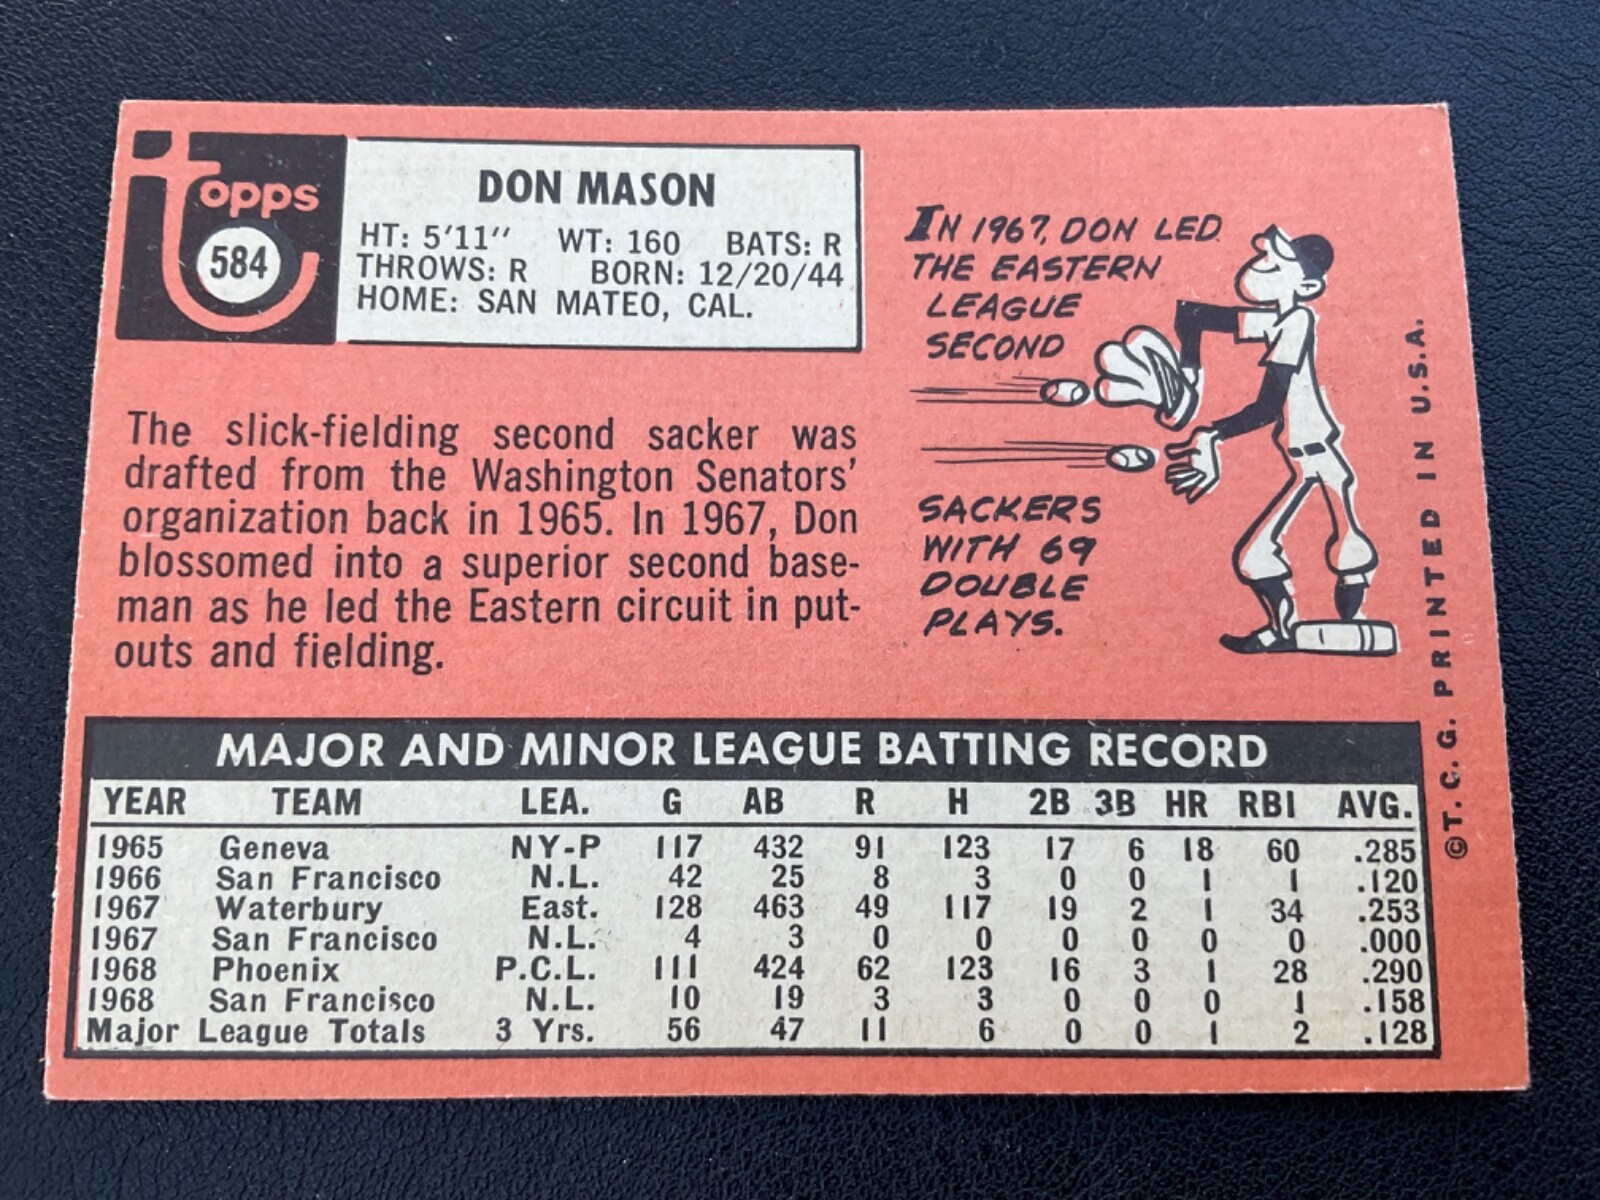 Topps
584
DON MASON
HT: 5'11" WT: 160 BATS: R
THROWS: R BORN: 12/20/44
HOME: SAN MATEO, CAL.
The slick-fielding second sacker was
drafted from the Washington Senators'
organization back in 1965. In 1967, Don
blossomed into a superior second base-
man as he led the Eastern circuit in put-
outs and fielding.
IN 1967, DON LED
THE EASTERN
LEAGUE
SECOND
SACKERS
WITH 69
DOUBLE
PLAYS.
©T. C. G. PRINTED IN U.S.A.
MAJOR AND MINOR LEAGUE BATTING RECORD
YEAR TEAM LEA. G AB R H 2B 3B HR RBI AVG.
1965 Geneva NY-P 117 432 91 123 17 6 18 60 .285
1966 San Francisco N.L. 42 25 8 3 0 0 1 1 .120
1967 Waterbury East. 128 463 49 117 19 2 1 34 .253
1967 San Francisco N.L. 4 3 0 0 0 0 0 0 .000
1968 Phoenix P.C.L. 111 424 62 123 16 3 1 28 .290
1968 San Francisco N.L. 10 19 3 3 0 0 0 1 .158
Major League Totals 3 Yrs. 56 47 11 6 0 0 1 2 .128